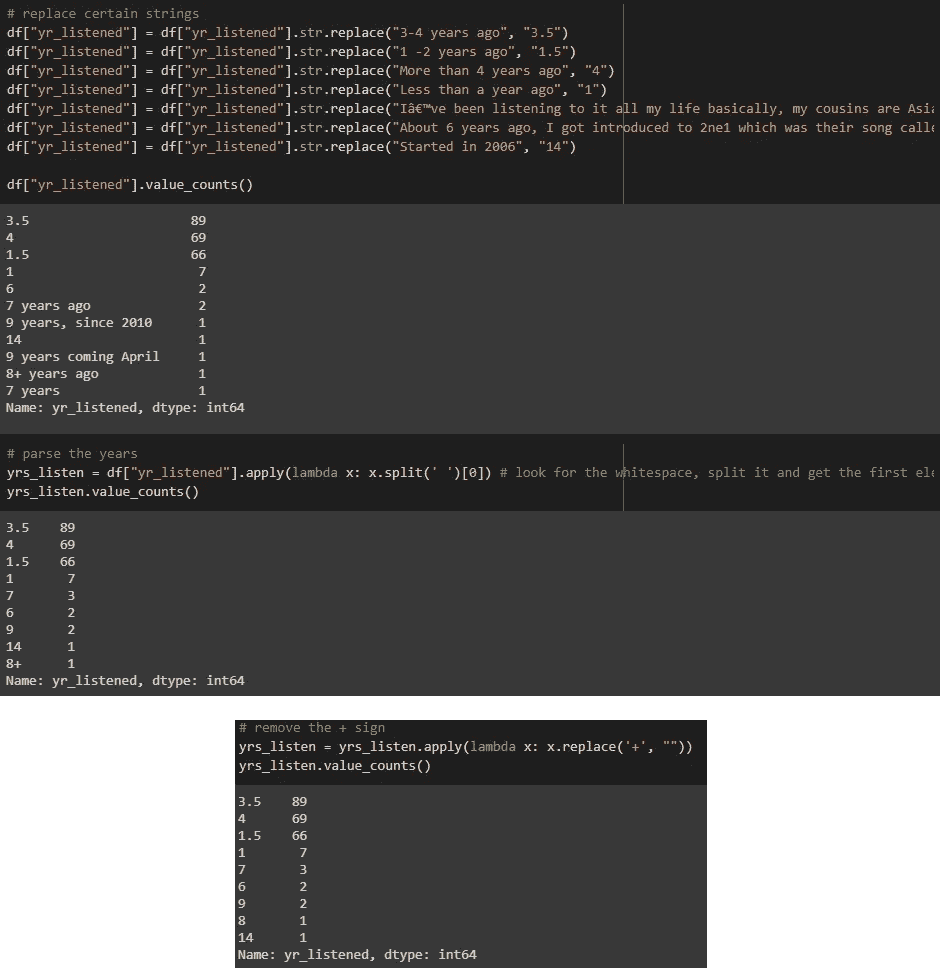 # replace certain strings
df["yr_listened"] = df["yr_listened"].str.replace("3-4 years ago", "3.5")
df["yr_listened"] = df["yr_listened"].str.replace("1 -2 years ago", "1.5")
df["yr_listened"] = df["yr_listened"].str.replace("More than 4 years ago", "4")
df["yr_listened"] = df["yr_listened"].str.replace("Less than a year ago", "1")
df["yr_listened"] = df["yr_listened"].str.replace("Iâ€™ve been listening to it all my life basically, my cousins are Asia
df["yr_listened"] = df["yr_listened"].str.replace("About 6 years ago, I got introduced to 2ne1 which was their song calle
df["yr_listened"] = df["yr_listened"].str.replace("Started in 2006", "14")
df["yr_listened"].value_counts()
3.5 89
4 69
1.5 66
1 7
6 2
7 years ago 2
9 years, since 2010 1
14 1
9 years coming April 1
8+ years ago 1
7 years 1
Name: yr_listened, dtype: int64
# parse the years
yrs_listen = df["yr_listened"].apply(lambda x: x.split(' ')[0]) # look for the whitespace, split it and get the first ele
yrs_listen.value_counts()
3.5 89
4 69
1.5 66
1 7
7 3
6 2
9 2
14 1
8+ 1
Name: yr_listened, dtype: int64
# remove the + sign
yrs_listen = yrs_listen.apply(lambda x: x.replace('+', ""))
yrs_listen.value_counts()
3.5 89
4 69
1.5 66
1 7
7 3
6 2
9 2
8 1
14 1
Name: yr_listened, dtype: int64